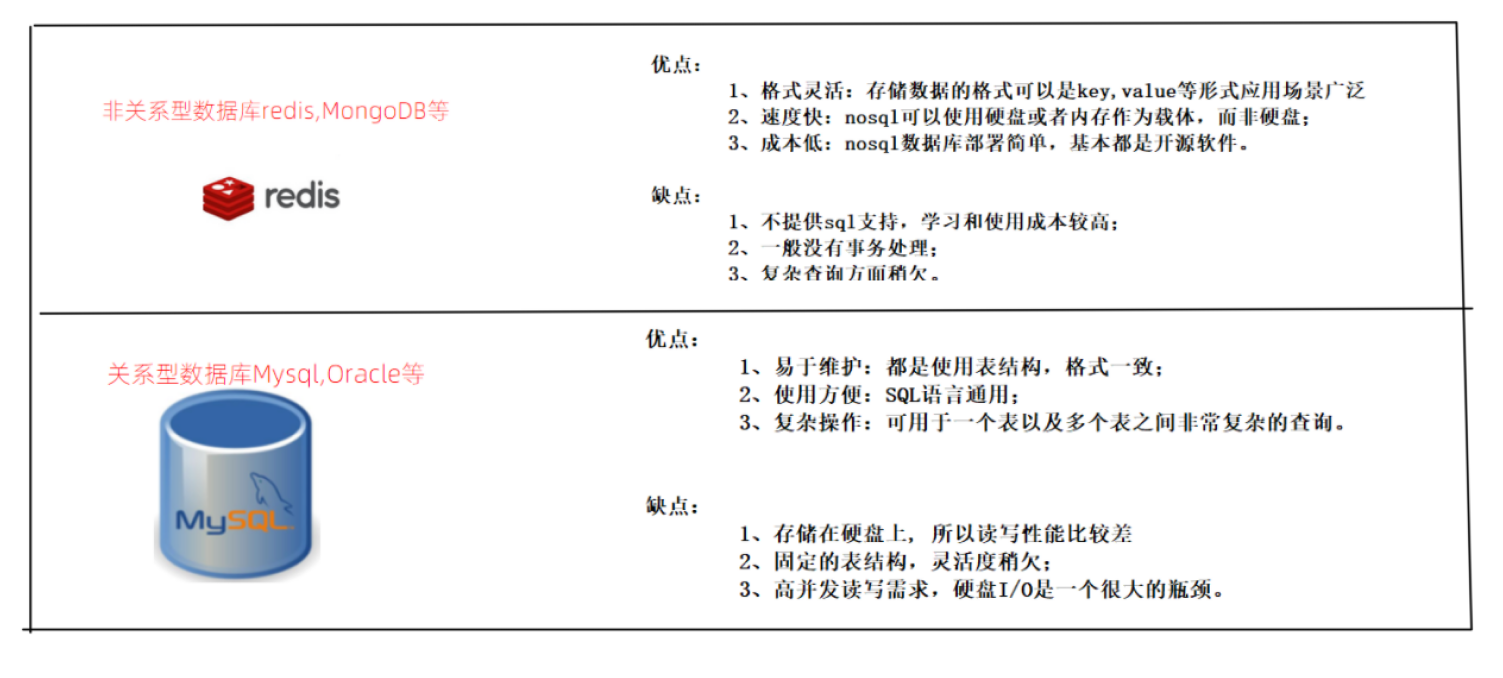 非关系型数据库redis,MongoDB等
redis
优点：
1、格式灵活：存储数据的格式可以是key,value等形式应用场景广泛
2、速度快：nosql可以使用硬盘或者内存作为载体，而非硬盘；
3、成本低：nosql数据库部署简单，基本都是开源软件。
缺点：
1、不提供sql支持，学习和使用成本较高；
2、一般没有事务处理；
3、复杂查询方面稍欠。
关系型数据库Mysql,Oracle等
MySQL
优点：
1、易于维护：都是使用表结构，格式一致；
2、使用方便：SQL语言通用；
3、复杂操作：可用于一个表以及多个表之间非常复杂的查询。
缺点：
1、存储在硬盘上, 所以读写性能比较差
2、固定的表结构，灵活度稍欠；
3、高并发读写需求，硬盘I/O是一个很大的瓶颈。